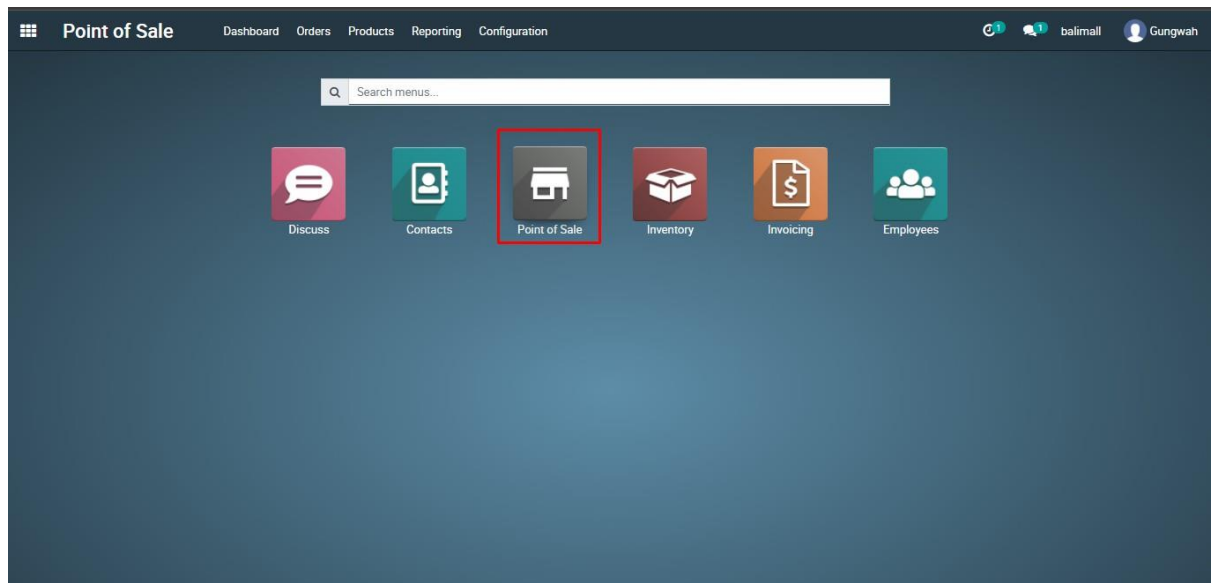 Point of Sale Dashboard Orders Products Reporting Configuration 1 1 balimall Gungwah
Search menus...
Discuss Contacts Point of Sale Inventory Invoicing Employees